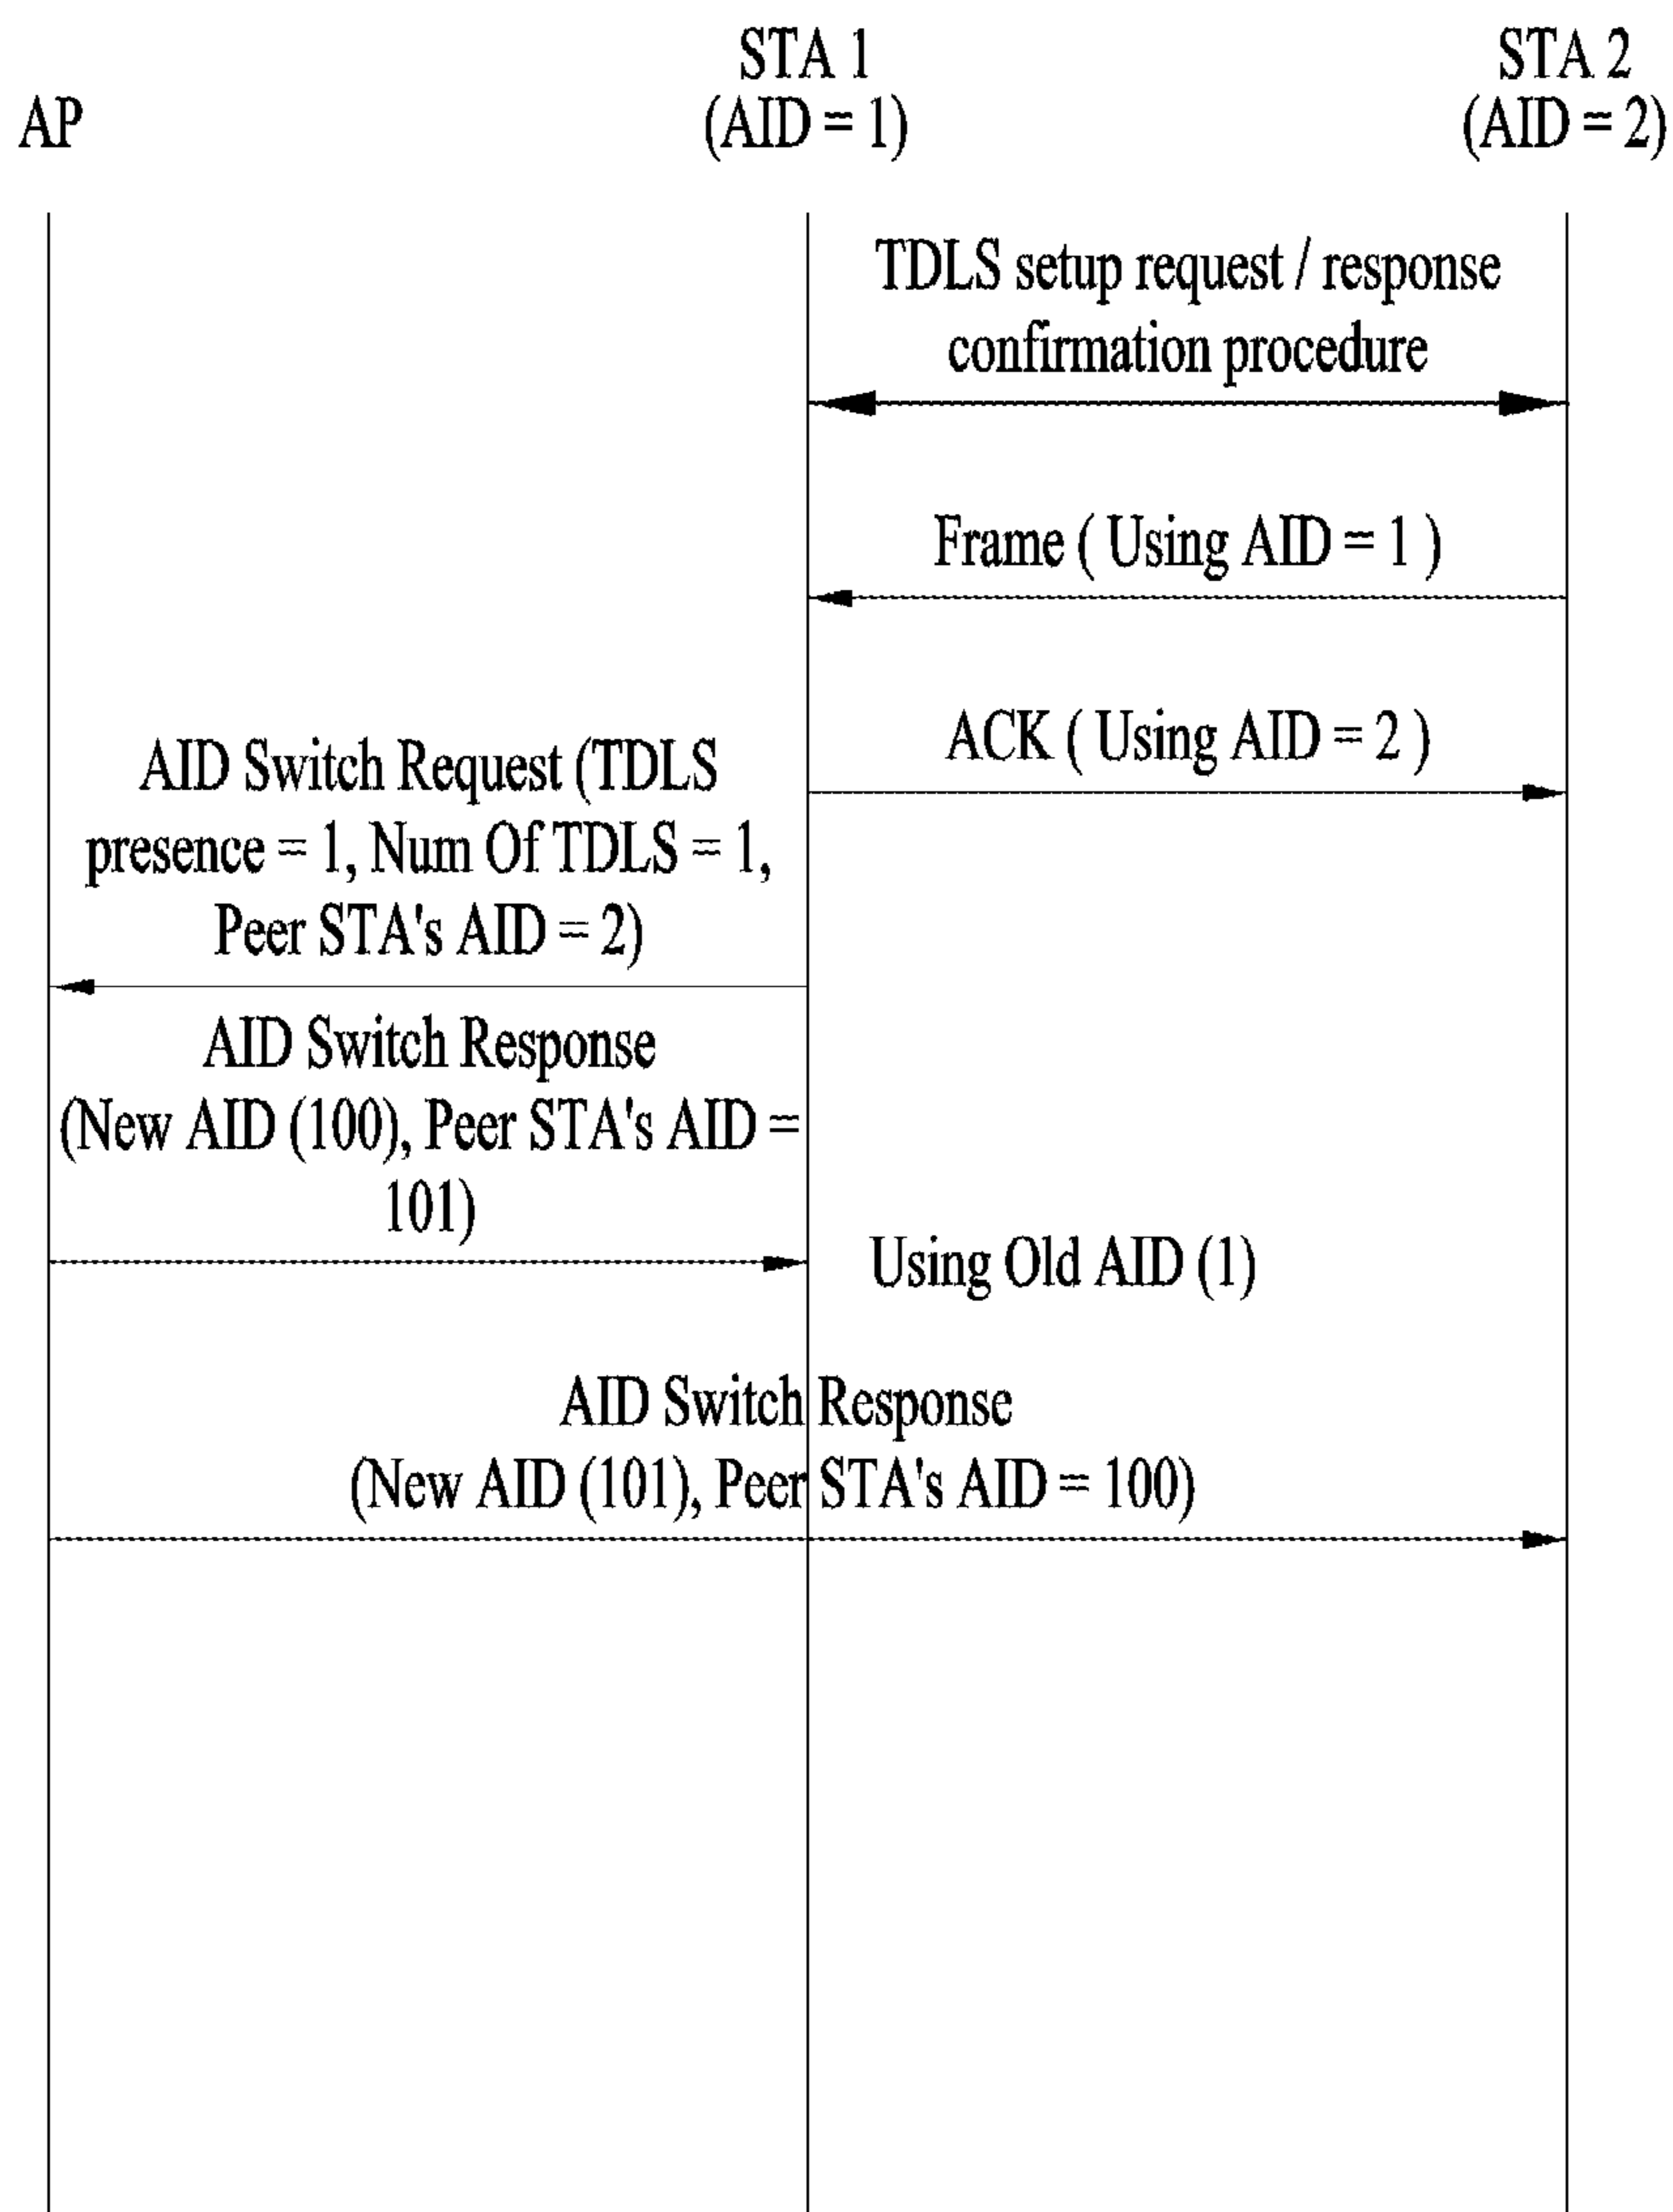 AP
STA 1
(AID = 1)
STA 2
(AID = 2)
TDLS setup request / response
confirmation procedure
Frame ( Using AID = 1 )
ACK ( Using AID = 2 )
AID Switch Request (TDLS
presence = 1, Num Of TDLS = 1,
Peer STA's AID = 2)
AID Switch Response
(New AID (100), Peer STA's AID =
101)
Using Old AID (1)
AID Switch Response
(New AID (101), Peer STA's AID = 100)